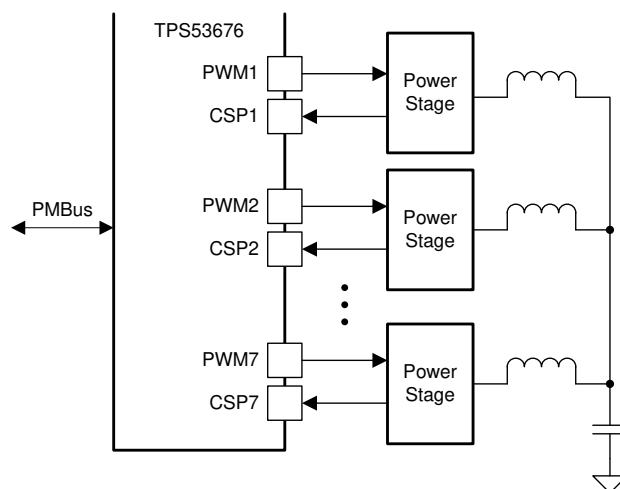 TPS53676
PWM1
CSP1
Power
Stage
PMBus
PWM2
CSP2
Power
Stage
PWM7
CSP7
Power
Stage